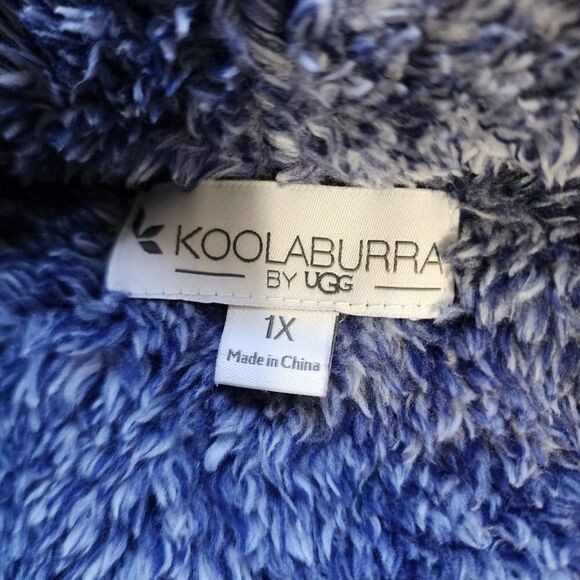 KOOLABURRA
BY UGG
1X
Made in China